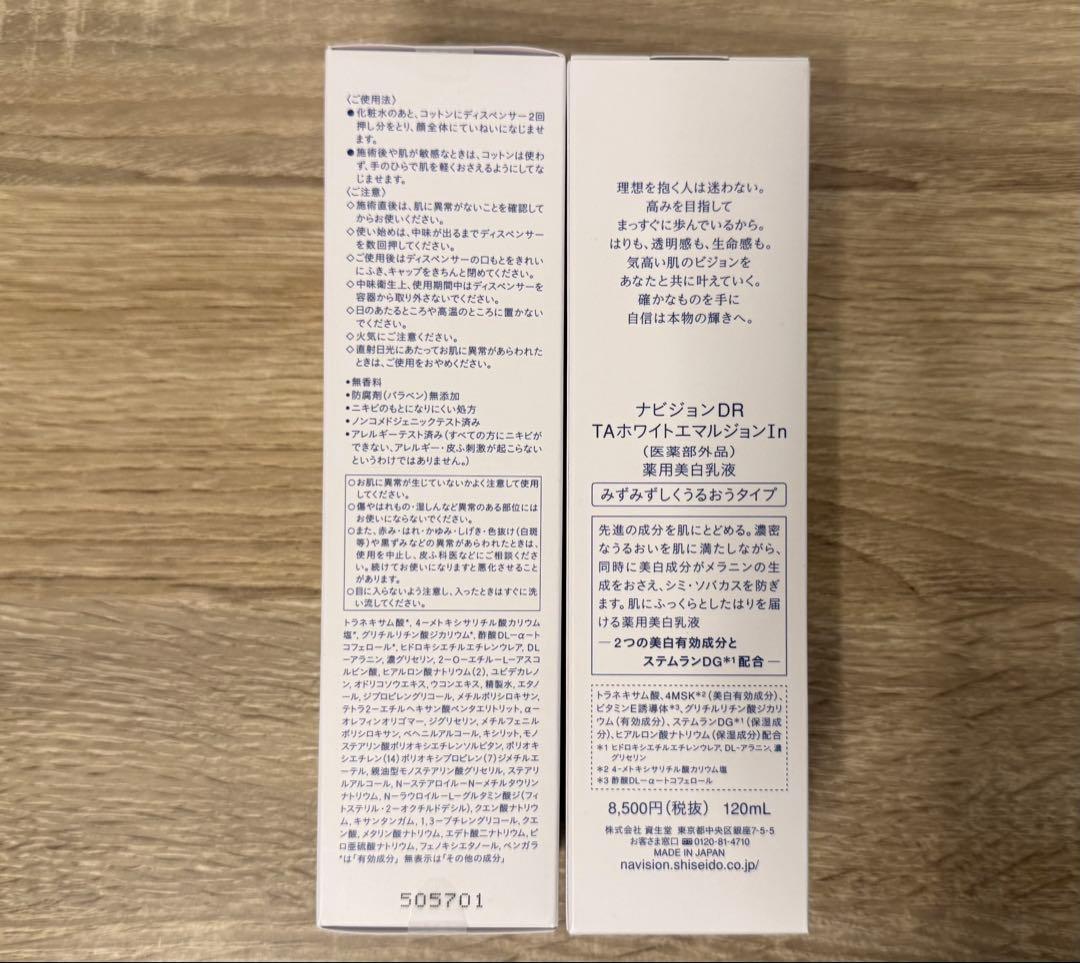 〈ご使用法〉
●化粧水のあと、コットンにディスペンサー2回
押し分をとり、顔全体にていねいになじませ
ます。
●施術後や肌が敏感なときは、コットンは使わ
ず、手のひらで肌を軽くおさえるようにしてな
じませます。
〈ご注意〉
◇施術直後は、肌に異常がないことを確認して
からお使いください。
◇使い始めは、中味が出るまでディスペンサー
を数回押してください。
◇ご使用後はディスペンサーの口もとをきれい
にふき、キャップをきちんと閉めてください。
◇中味衛生上、使用期間中はディスペンサーを
容器から取り外さないでください。
◇日のあたるところや高温のところに置かない
でください。
◇火気にご注意ください。
◇直射日光にあたってお肌に異常があらわれた
ときは、ご使用をおやめください。
•無香料
•防腐剤(パラベン)無添加
•ニキビのもとになりにくい処方
•ノンコメドジェニックテスト済み
•アレルギーテスト済み(すべての方にニキビが
できない、アレルギー・皮ふ刺激が起こらない
というわけではありません。)
○お肌に異常が生じていないかよく注意して使用
してください。
○傷やはれもの・湿しんなど異常のある部位には
お使いにならないでください。
○また、赤み・はれ・かゆみ・しげき・色抜け(白斑
等)や黒ずみなどの異常があらわれたときは、
使用を中止し、皮ふ科医などにご相談くださ
い。続けてお使いになりますと悪化させること
があります。
○目に入らないよう注意し、入ったときはすぐに洗
い流してください。
トラネキサム酸*, 4ーメトキシサリチル酸カリウム
塩*, グリチルリチン酸ジカリウム*, 酢酸DLーαート
コフェロール*, ヒドロキシエチルエチレンウレア, DL
ーアラニン, 濃グリセリン, 2ーOーエチルーLーアスコ
ルビン酸, ヒアルロン酸ナトリウム(2), ユビデカレノ
ン, オドリコソウエキス, ウコンエキス, 精製水, エタノ
ール, ジプロピレングリコール, メチルポリシロキサン,
テトラ2ーエチルヘキサン酸ペンタエリトリット, αー
オレフィンオリゴマー, ジグリセリン, メチルフェニル
ポリシロキサン, ベヘニルアルコール, キシリット, モノ
ステアリン酸ポリオキシエチレンソルビタン, ポリオキ
シエチレン(14)ポリオキシプロピレン(7)ジメチルエ
ーテル, 親油型モノステアリン酸グリセリル, ステアリ
ルアルコール, NーステアロイルーNーメチルタウリン
ナトリウム, NーラウロイルーLーグルタミン酸ジ(フィ
トステリル・2ーオクチルドデシル), クエン酸ナトリウ
ム, キサンタンガム, 1,3ーブチレングリコール, クエ
ン酸, メタリン酸ナトリウム, エデト酸二ナトリウム, ピ
ロ亜硫酸ナトリウム, フェノキシエタノール, ベンガラ
*は「有効成分」 無表示は「その他の成分」
505701
理想を抱く人は迷わない。
高みを目指して
まっすぐに歩んでいるから。
はりも、透明感も、生命感も。
気高い肌のビジョンを
あなたと共に叶えていく。
確かなものを手に
自信は本物の輝きへ。
ナビジョンDR
TAホワイトエマルジョンIn
(医薬部外品)
薬用美白乳液
みずみずしくうるおうタイプ
先進の成分を肌にとどめる。濃密
なうるおいを肌に満たしながら、
同時に美白成分がメラニンの生
成をおさえ、シミ・ソバカスを防ぎ
ます。肌にふっくらとしたはりを届
ける薬用美白乳液
―2つの美白有効成分と
ステムランDG*1配合―
トラネキサム酸、4MSK*2(美白有効成分)、
ビタミンE誘導体*3、グリチルリチン酸ジカリ
ウム(有効成分)、ステムランDG*1(保湿成
分)、ヒアルロン酸ナトリウム(保湿成分)配合
*1 ヒドロキシエチルエチレンウレア、DL-アラニン、濃
グリセリン
*2 4-メトキシサリチル酸カリウム塩
*3 酢酸DL-α-トコフェロール
8,500円(税抜) 120mL
株式会社 資生堂 東京都中央区銀座7-5-5
お客さま窓口 0120-81-4710
MADE IN JAPAN
navision.shiseido.co.jp/